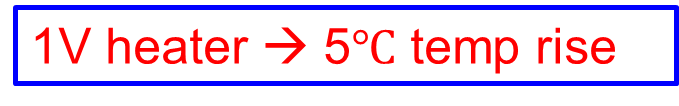 1V heater → 5℃ temp rise